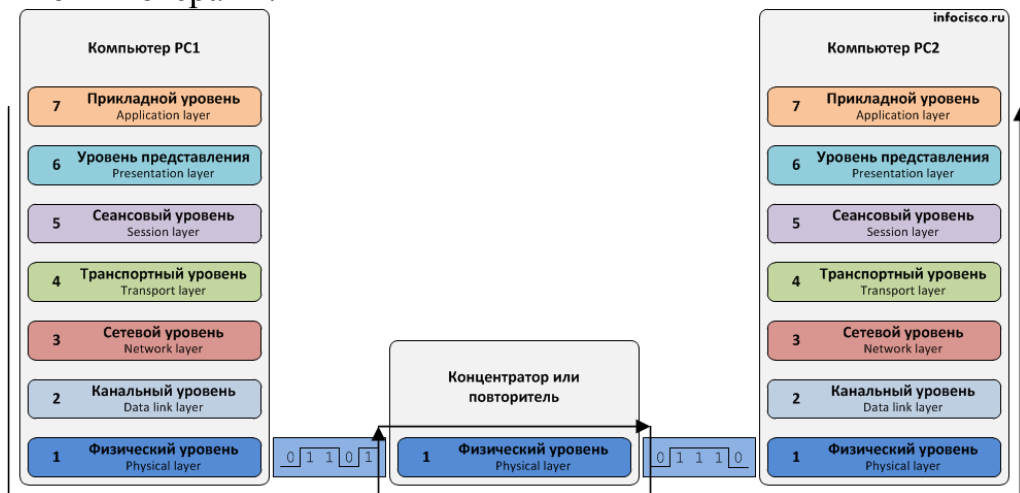 infocisco.ru
Компьютер PC1
7 Прикладной уровень
Application layer
6 Уровень представления
Presentation layer
5 Сеансовый уровень
Session layer
4 Транспортный уровень
Transport layer
3 Сетевой уровень
Network layer
2 Канальный уровень
Data link layer
1 Физический уровень
Physical layer
0 1 1 0 1
Концентратор или
повторитель
1 Физический уровень
Physical layer
0 1 1 1 0
Компьютер PC2
7 Прикладной уровень
Application layer
6 Уровень представления
Presentation layer
5 Сеансовый уровень
Session layer
4 Транспортный уровень
Transport layer
3 Сетевой уровень
Network layer
2 Канальный уровень
Data link layer
1 Физический уровень
Physical layer